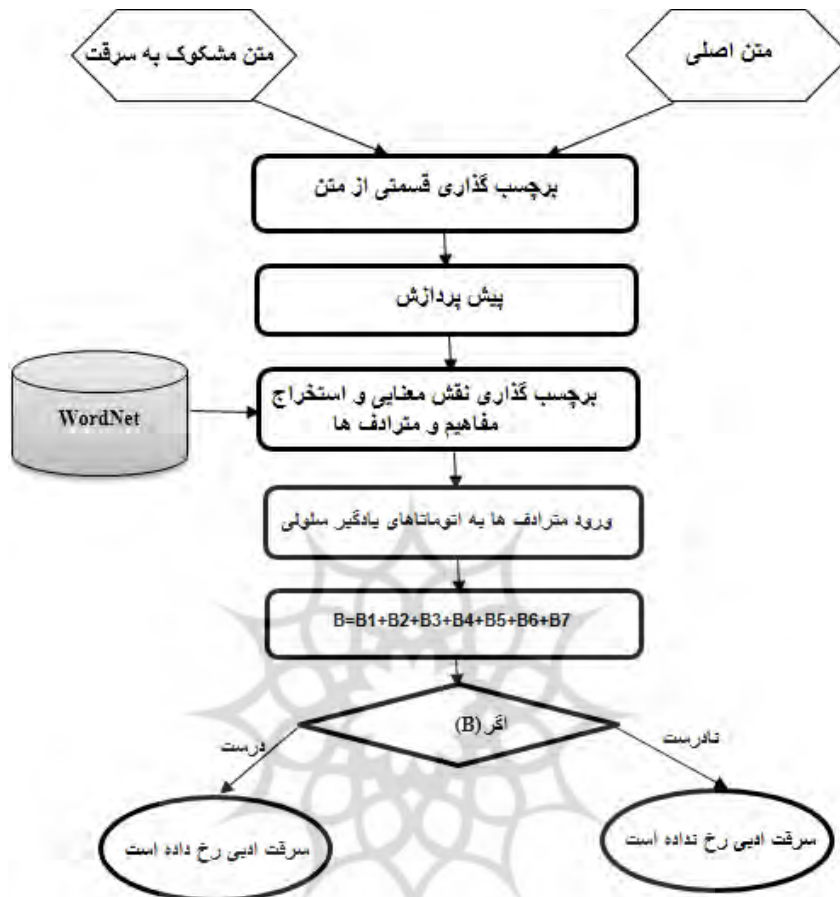 متن اصلی
متن مشکوک به سرقت
برچسب گذاری قسمتی از متن
پیش پردازش
برچسب گذاری نقش معنایی و استخراج
مفاهیم و مترادف ها
WordNet
ورود مترادف ها به اتوماتاهای یادگیر سلولی
B=B1+B2+B3+B4+B5+B6+B7
اگر (B)
نادرست
درست
سرقت ادبی رخ نداده است
سرقت ادبی رخ داده است